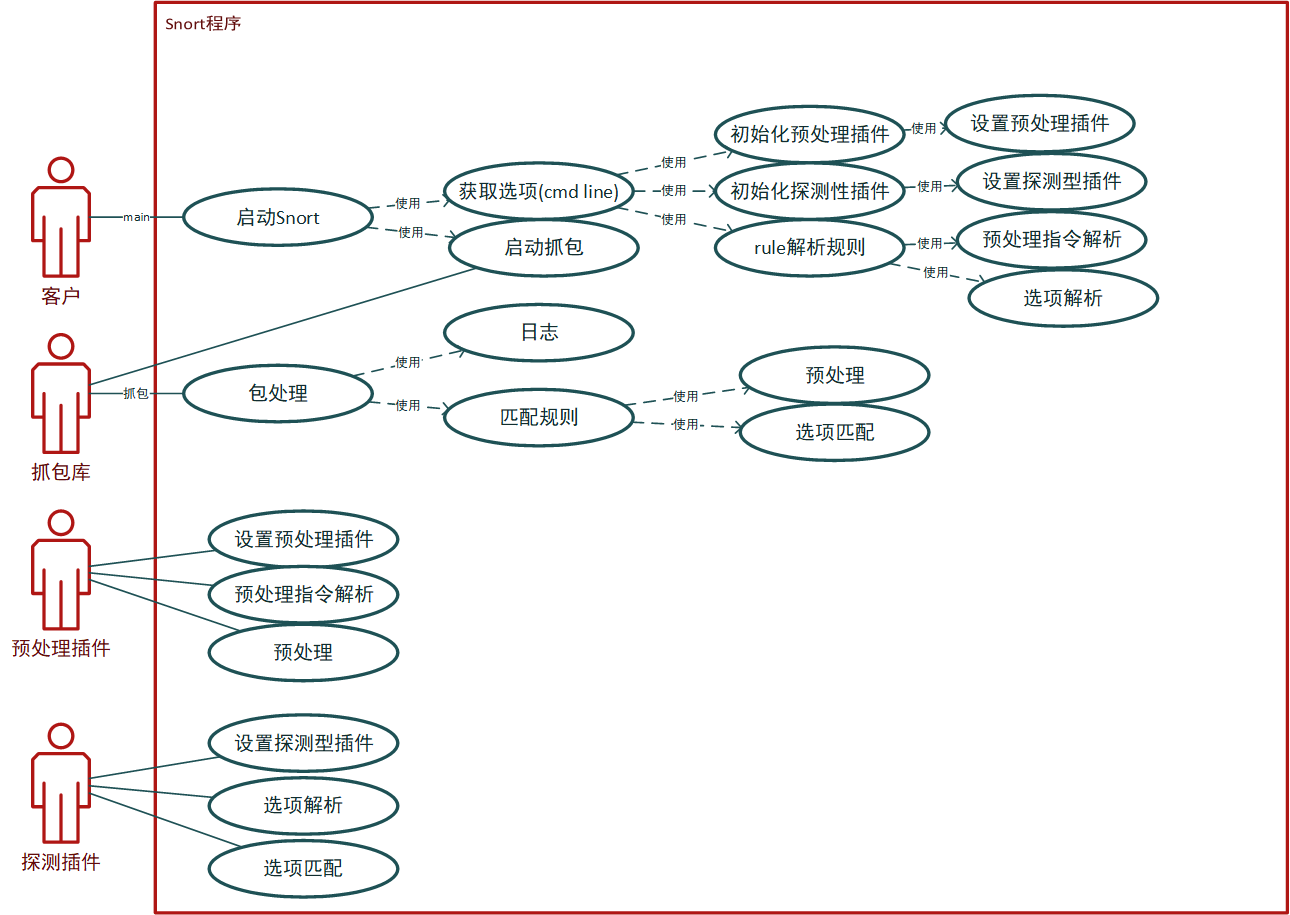 Snort程序
初始化预处理插件
使用
设置预处理插件
使用
获取选项(cmd line)
使用
初始化探测性插件
使用
设置探测型插件
客户
main
启动Snort
使用
使用
启动抓包
使用
rule解析规则
使用
预处理指令解析
使用
选项解析
日志
使用
抓包库
抓包
包处理
使用
匹配规则
使用
预处理
使用
选项匹配
预处理插件
设置预处理插件
预处理指令解析
预处理
探测插件
设置探测型插件
选项解析
选项匹配